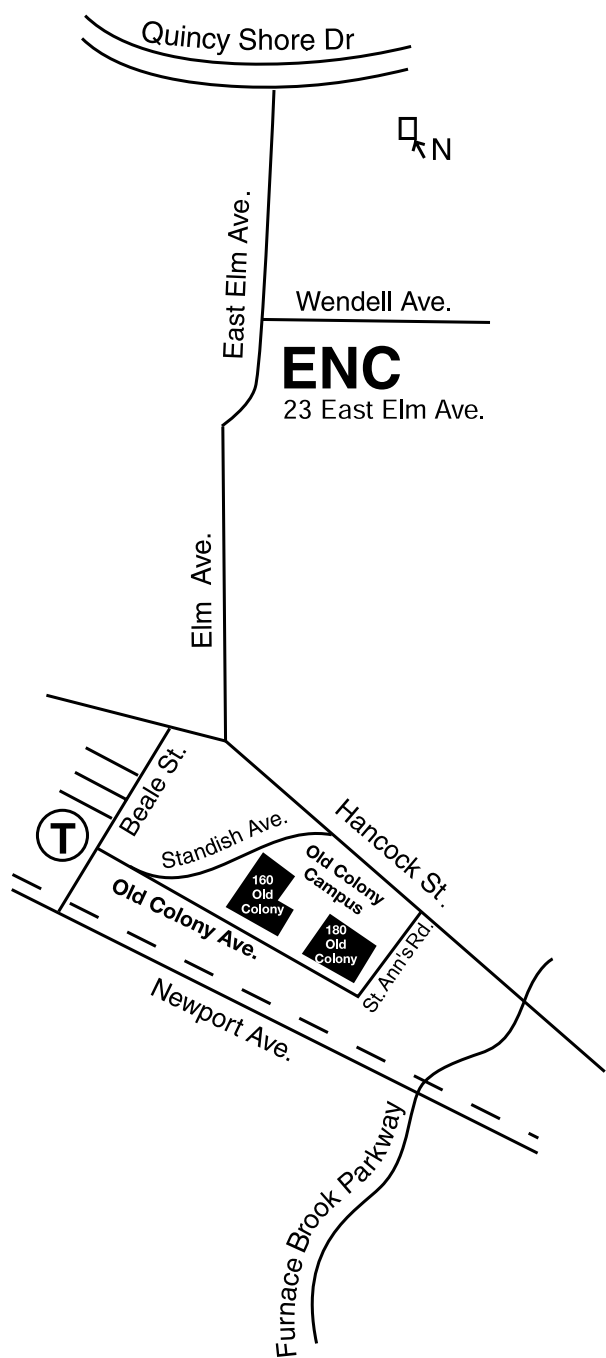 Quincy Shore Dr
N
East Elm Ave.
Wendell Ave.
ENC
23 East Elm Ave.
Elm Ave.
Beale St.
Hancock St.
T
Standish Ave.
Old Colony
Campus
160
Old
Colony
180
Old
Colony
Old Colony Ave.
St. Ann's Rd.
Newport Ave.
Furnace Brook Parkway